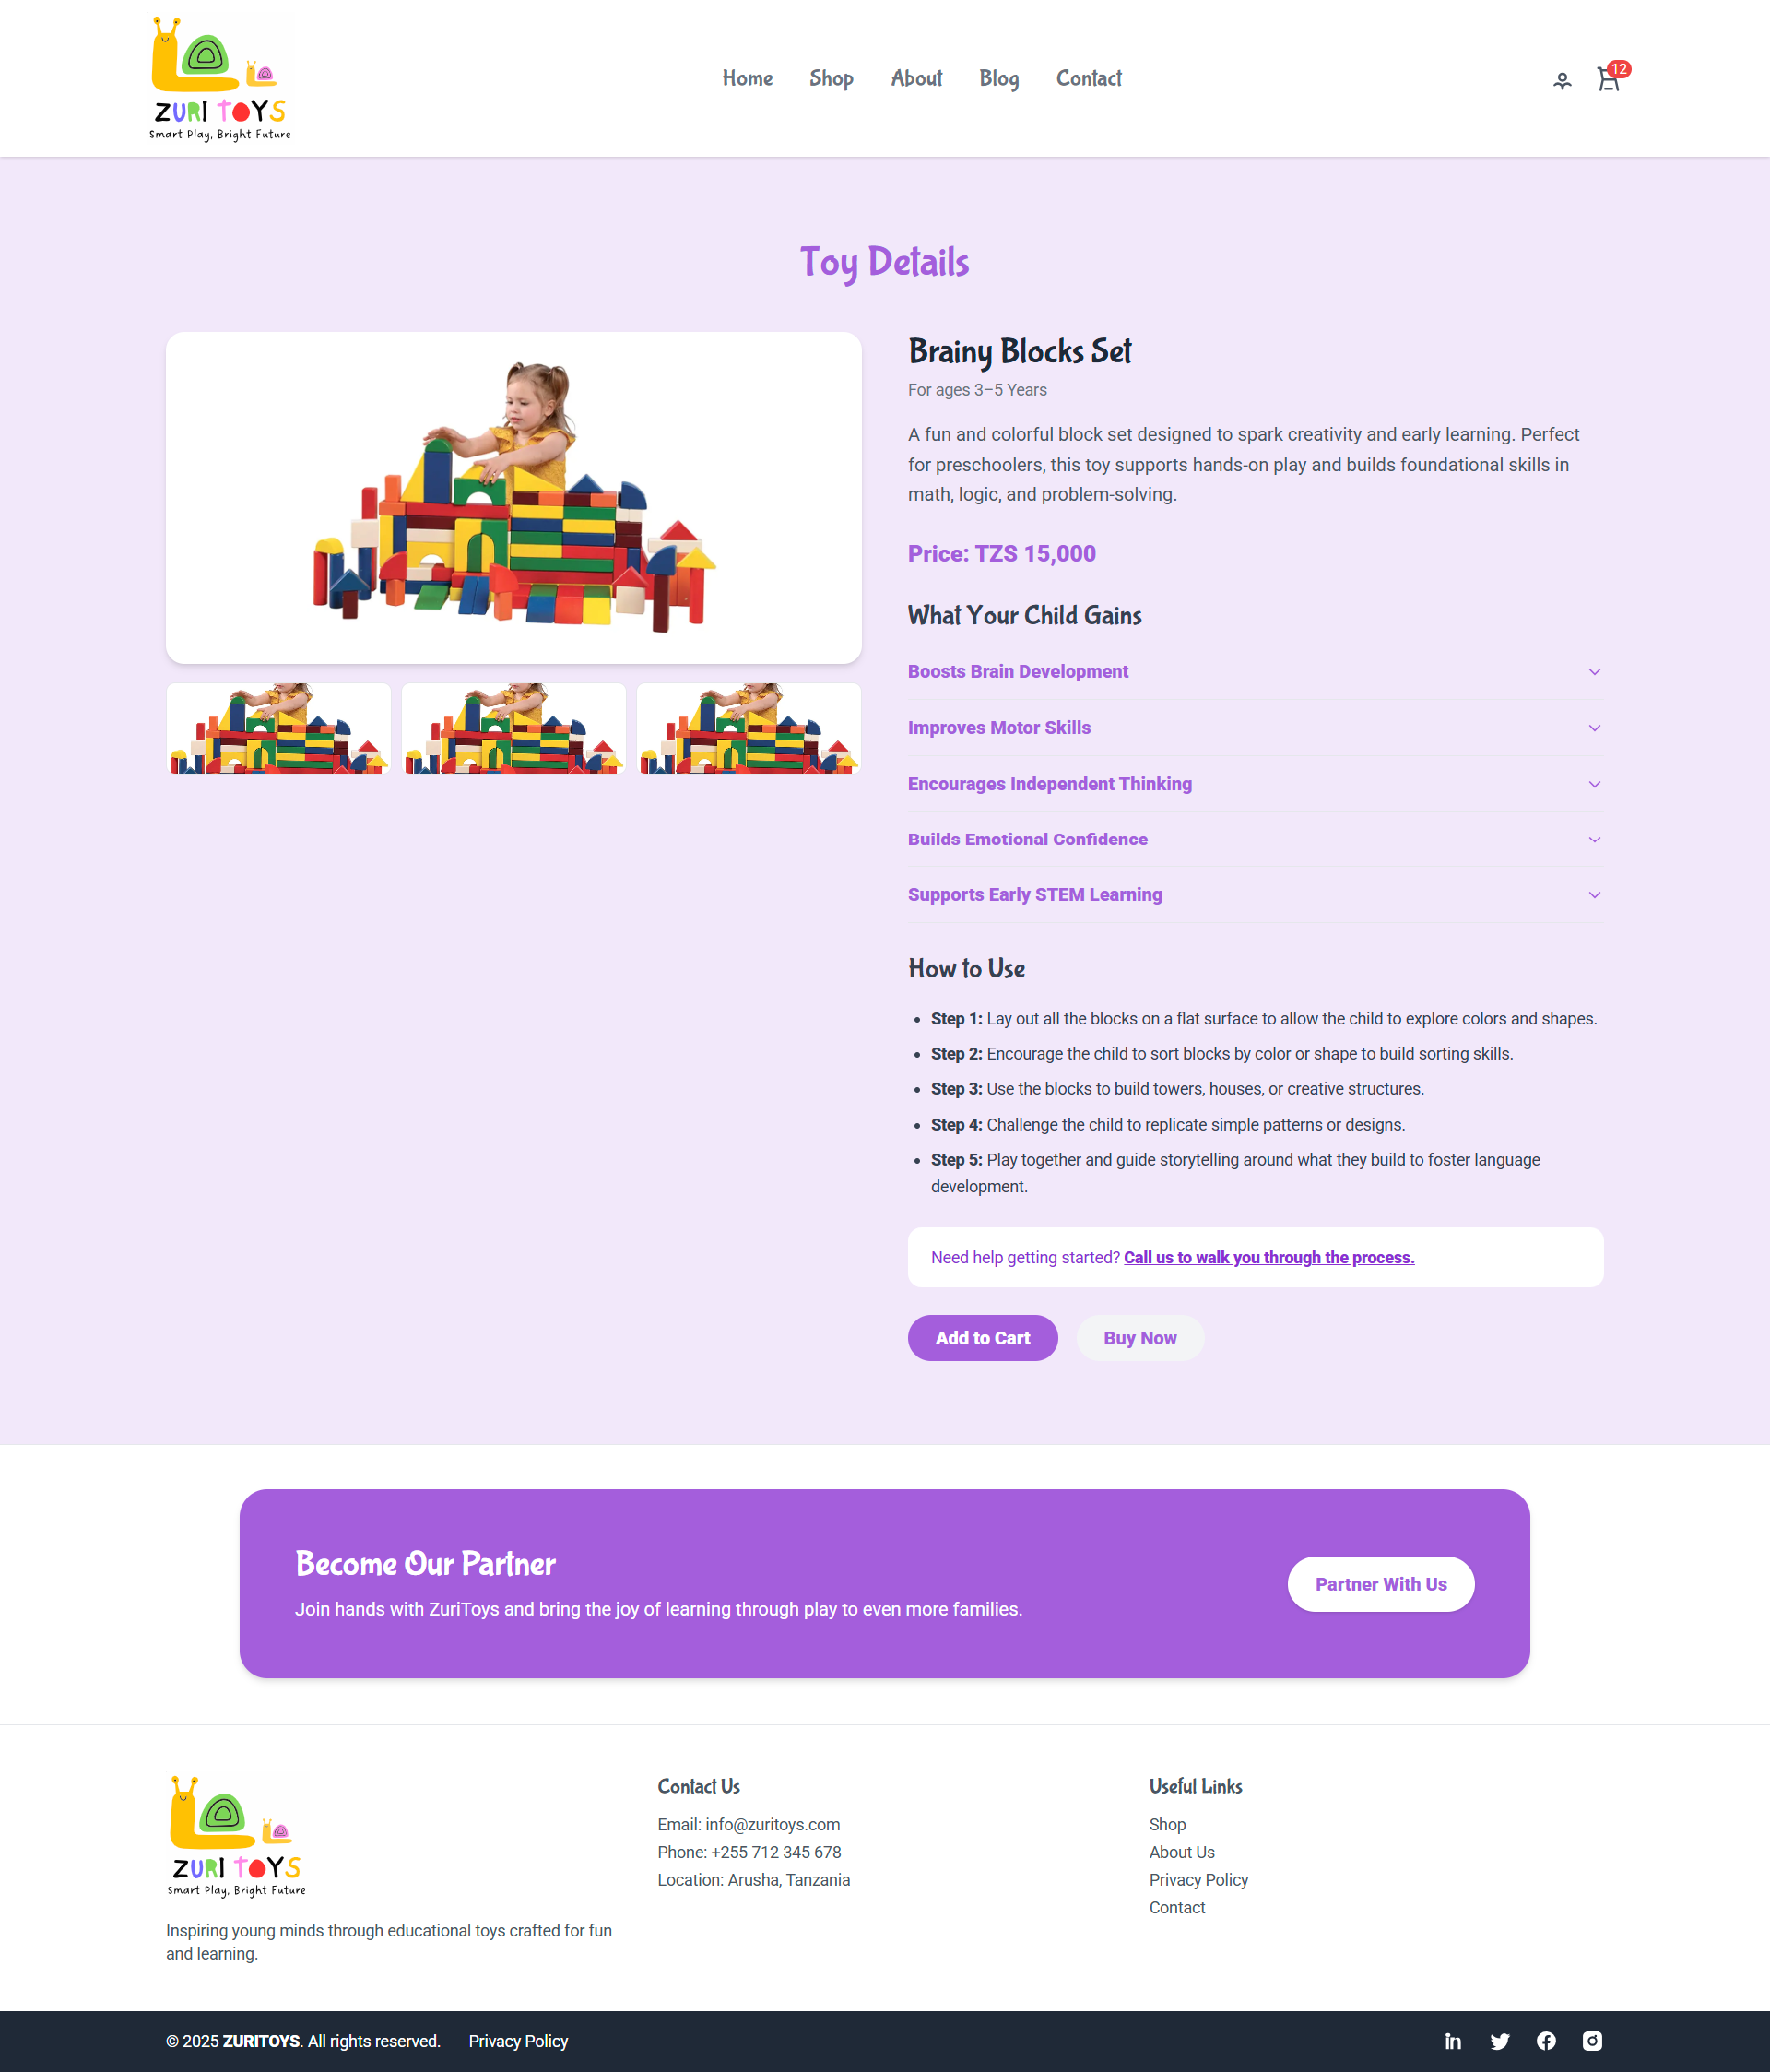 ZURI TOYS
Smart Play, Bright Future
Home Shop About Blog Contact
12
Toy Details
Brainy Blocks Set
For ages 3–5 Years
A fun and colorful block set designed to spark creativity and early learning. Perfect
for preschoolers, this toy supports hands-on play and builds foundational skills in
math, logic, and problem-solving.
Price: TZS 15,000
What Your Child Gains
Boosts Brain Development
Improves Motor Skills
Encourages Independent Thinking
Builds Emotional Confidence
Supports Early STEM Learning
How to Use
• Step 1: Lay out all the blocks on a flat surface to allow the child to explore colors and shapes.
• Step 2: Encourage the child to sort blocks by color or shape to build sorting skills.
• Step 3: Use the blocks to build towers, houses, or creative structures.
• Step 4: Challenge the child to replicate simple patterns or designs.
• Step 5: Play together and guide storytelling around what they build to foster language
development.
Need help getting started? Call us to walk you through the process.
Add to Cart Buy Now
Become Our Partner
Join hands with ZuriToys and bring the joy of learning through play to even more families.
Partner With Us
ZURI TOYS
Smart Play, Bright Future
Inspiring young minds through educational toys crafted for fun
and learning.
Contact Us
Email: info@zuritoys.com
Phone: +255 712 345 678
Location: Arusha, Tanzania
Useful Links
Shop
About Us
Privacy Policy
Contact
© 2025 ZURITOYS. All rights reserved. Privacy Policy